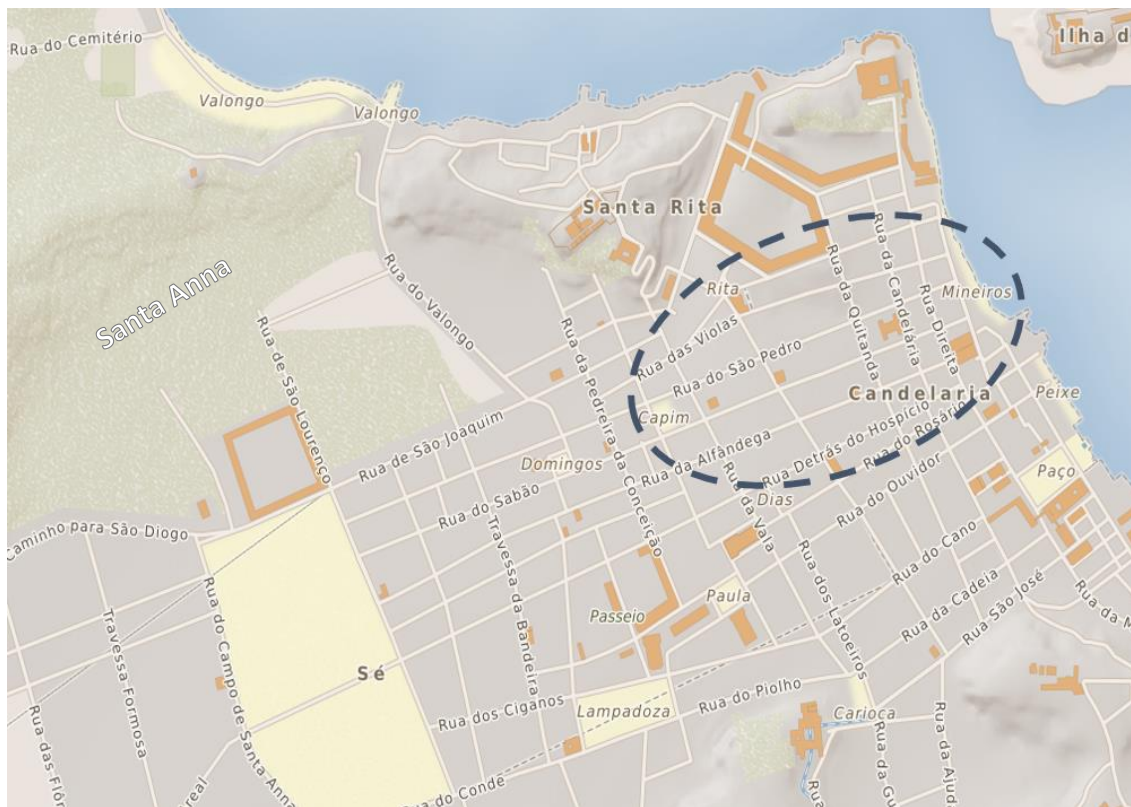 Rua do Cemitério
Ilha d
Valongo
Valongo
Santa Rita
Santa Anna
Rua do Valongo
Rita
Mineiros
Rua da Candelária
Rua Direita
Rua da Quitanda
Rua das Violas
Rua do São Pedro
Rua de São Lourenço
Rua da Pedreira da Conceição
Candelaria
Peixe
Capim
Rua de São Joaquim
Rua da Alfândega
Rua Detrás do Hospício
Rua do Rosário
Domingos
Paço
Rua do Sabão
Dias
Rua do Ouvidor
Rua da Vala
Caminho para São Diogo
Travessa da Bandeira
Rua do Cano
Rua dos Latoeiros
Rua da Cadeia
Rua São José
Paula
Passeio
Rua da M
Travessa Formosa
Rua do Campo de Santa Anna
Sé
Rua do Piolho
Rua dos Ciganos
Lampadoza
Carioca
Rua das Flôr
real
Rua do Conde
Rua da Gu
Rua da Ajud
Rua